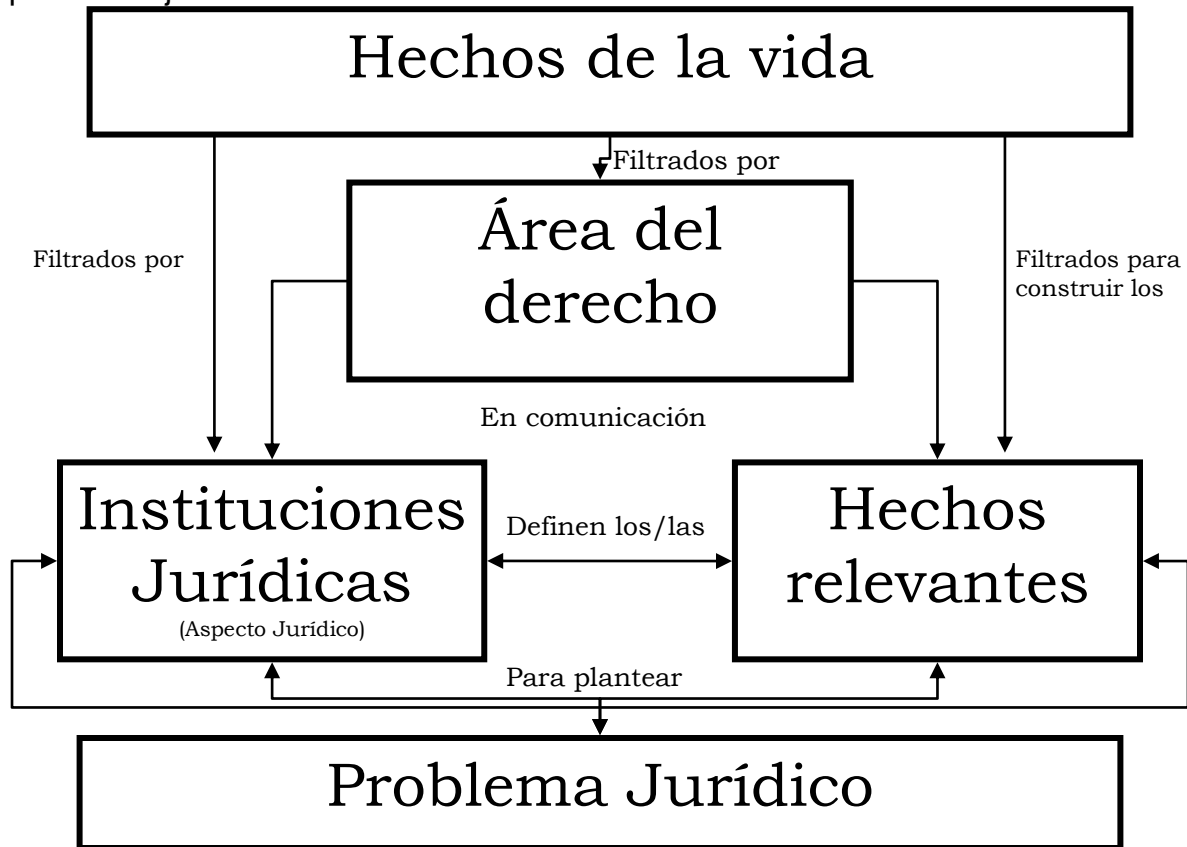 Hechos de la vida
Filtrados por
Área del
derecho
Filtrados por
Filtrados para
construir los
En comunicación
Instituciones
Jurídicas
(Aspecto Jurídico)
Definen los/las
Hechos
relevantes
Para plantear
Problema Jurídico